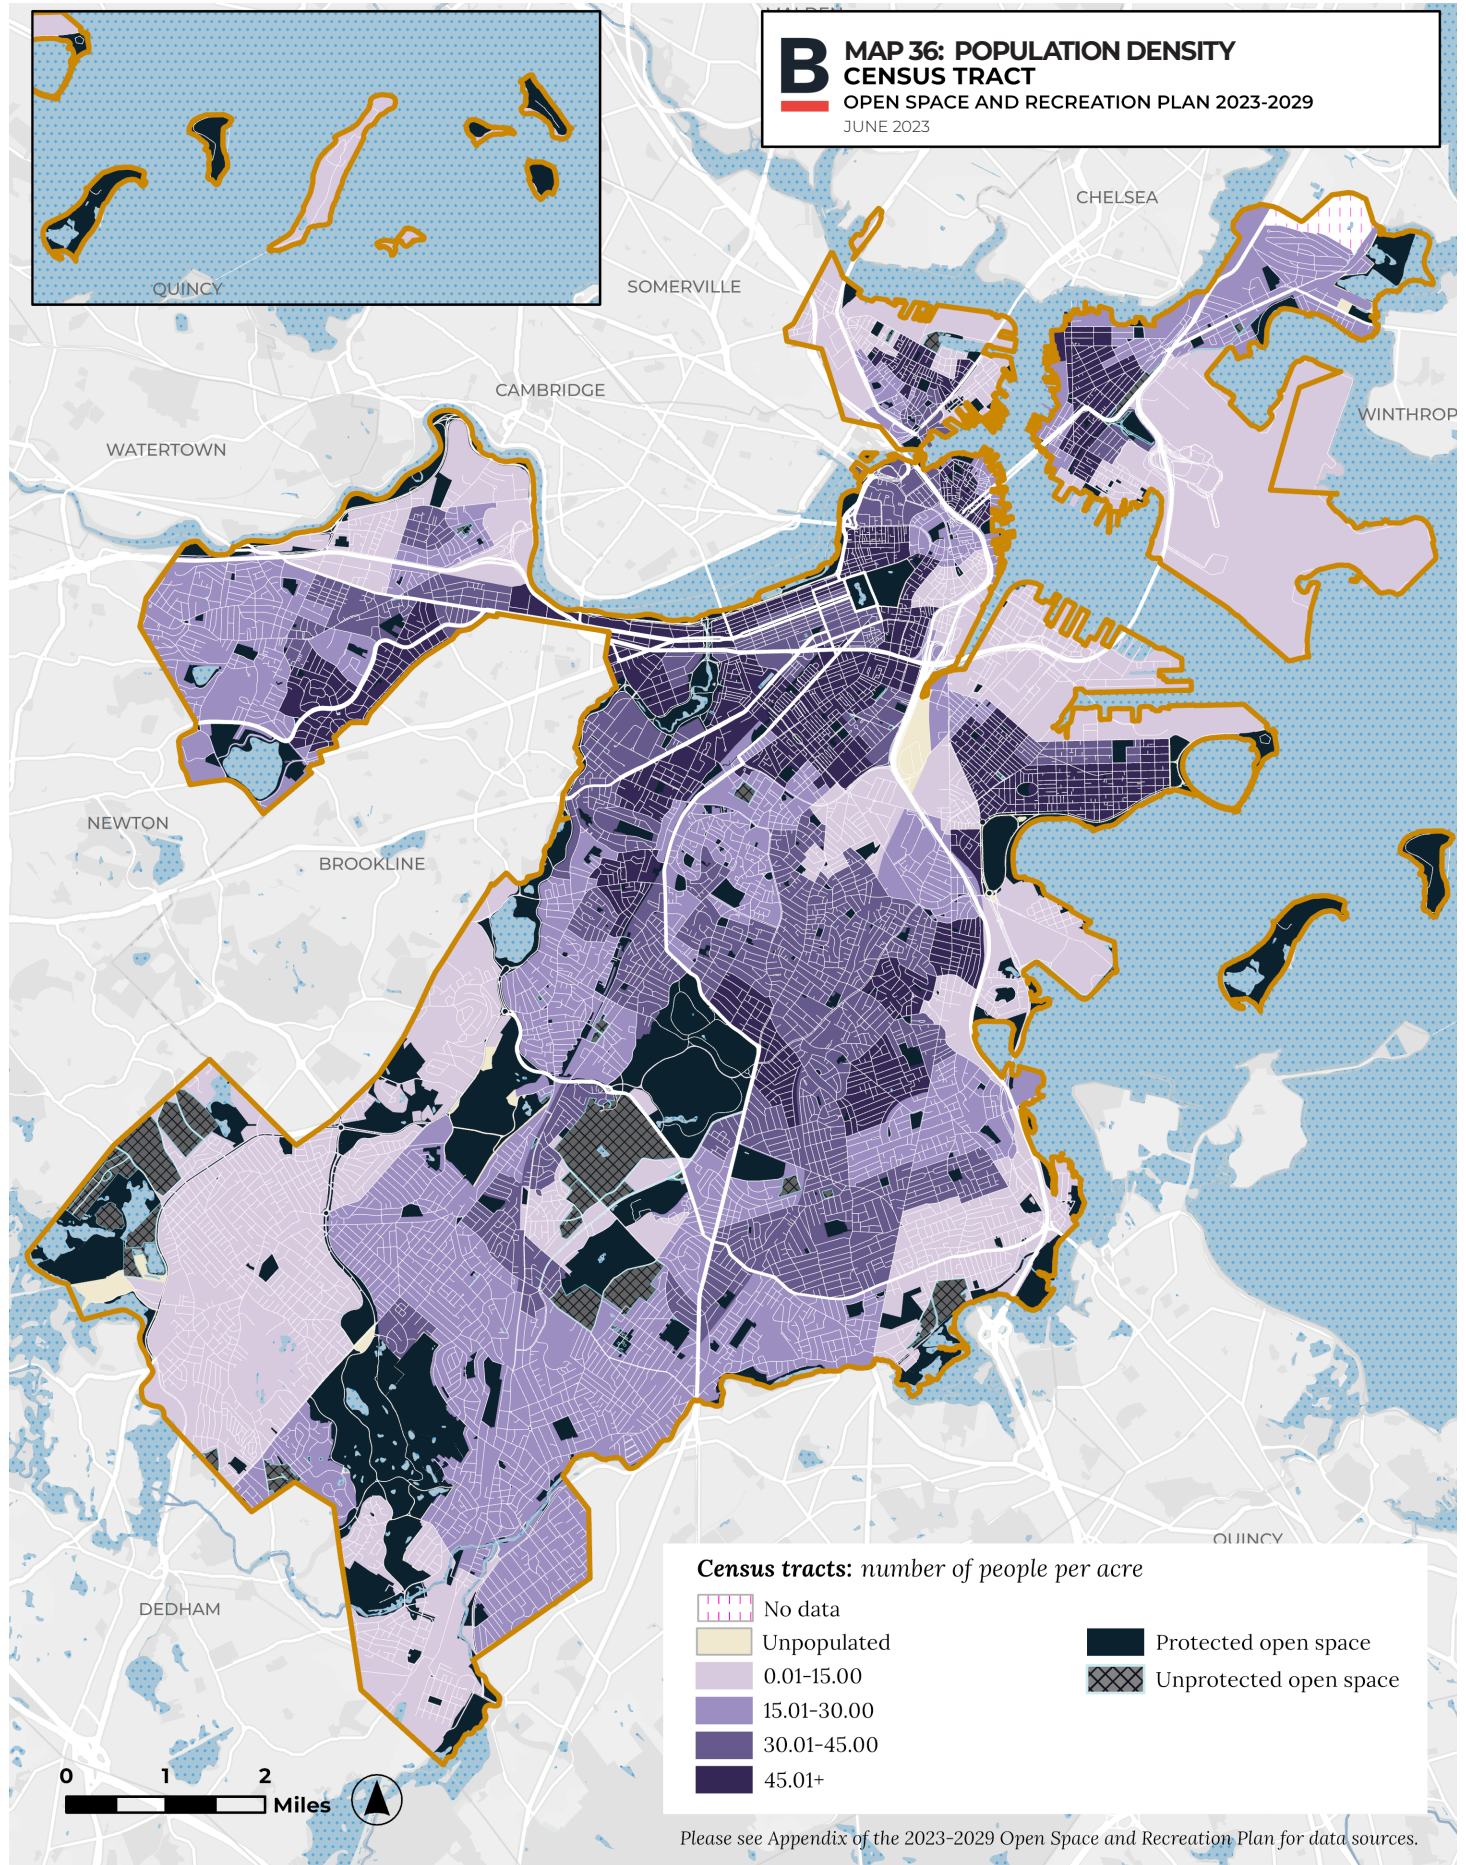 MALDEN
B
MAP 36: POPULATION DENSITY
CENSUS TRACT
OPEN SPACE AND RECREATION PLAN 2023-2029
JUNE 2023
CHELSEA
QUINCY
SOMERVILLE
CAMBRIDGE
WINTHROP
WATERTOWN
NEWTON
BROOKLINE
QUINCY
DEDHAM
Census tracts: number of people per acre
No data
Unpopulated
0.01-15.00
15.01-30.00
30.01-45.00
45.01+
Protected open space
Unprotected open space
0 1 2
Miles
Please see Appendix of the 2023-2029 Open Space and Recreation Plan for data sources.